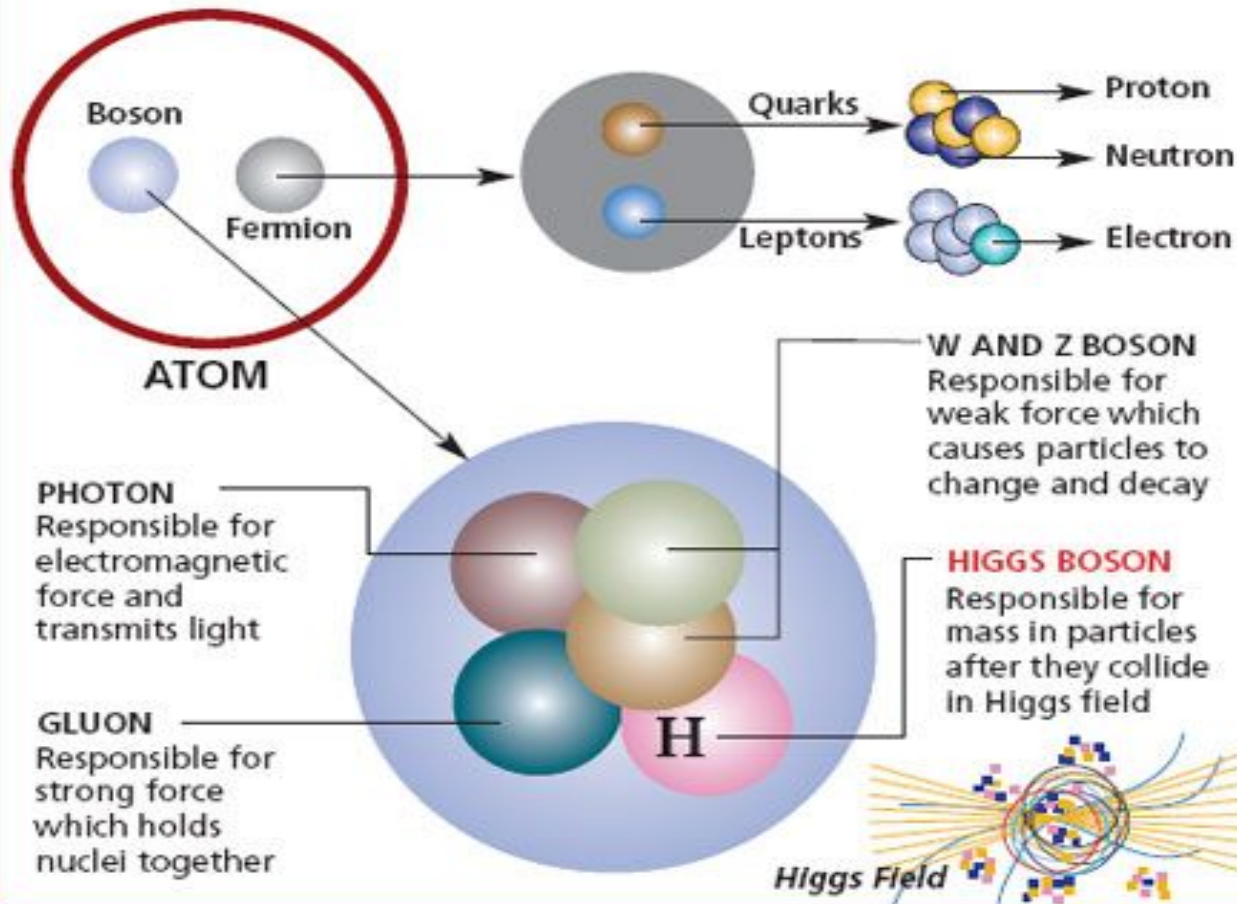 Boson
Fermion
ATOM
Quarks
Leptons
Proton
Neutron
Electron
W AND Z BOSON
Responsible for
weak force which
causes particles to
change and decay
PHOTON
Responsible for
electromagnetic
force and
transmits light
HIGGS BOSON
Responsible for
mass in particles
after they collide
in Higgs field
GLUON
Responsible for
strong force
which holds
nuclei together
H
Higgs Field